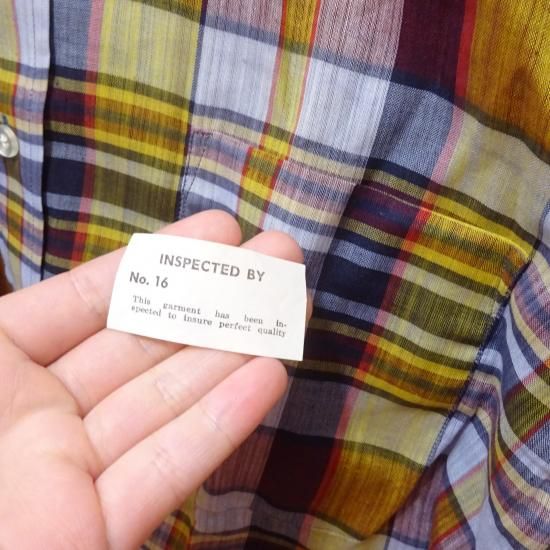 INSPECTED BY
No. 16
This garment has been in-
spected to insure perfect quality